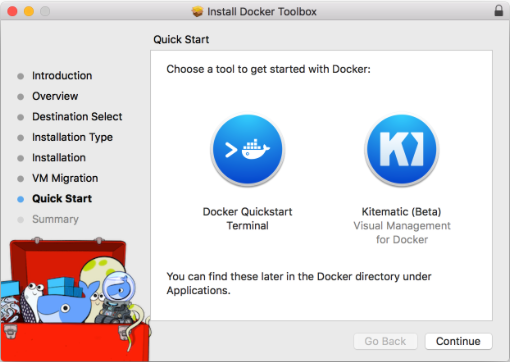 Install Docker Toolbox
Quick Start
Introduction
Overview
Destination Select
Installation Type
Installation
VM Migration
Quick Start
Summary
Choose a tool to get started with Docker:
Docker Quickstart
Terminal
Kitematic (Beta)
Visual Management
for Docker
You can find these later in the Docker directory under
Applications.
Go Back
Continue